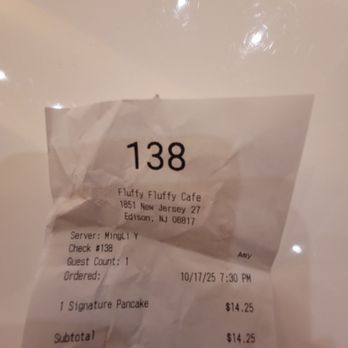 138
Fluffy Fluffy Cafe
1851 New Jersey 27
Edison, NJ 08817
Server: MingLi Y
Check #138
Guest Count: 1
Amy
Ordered: 10/17/25 7:30 PM
1 Signature Pancake $14.25
Subtotal $14.25